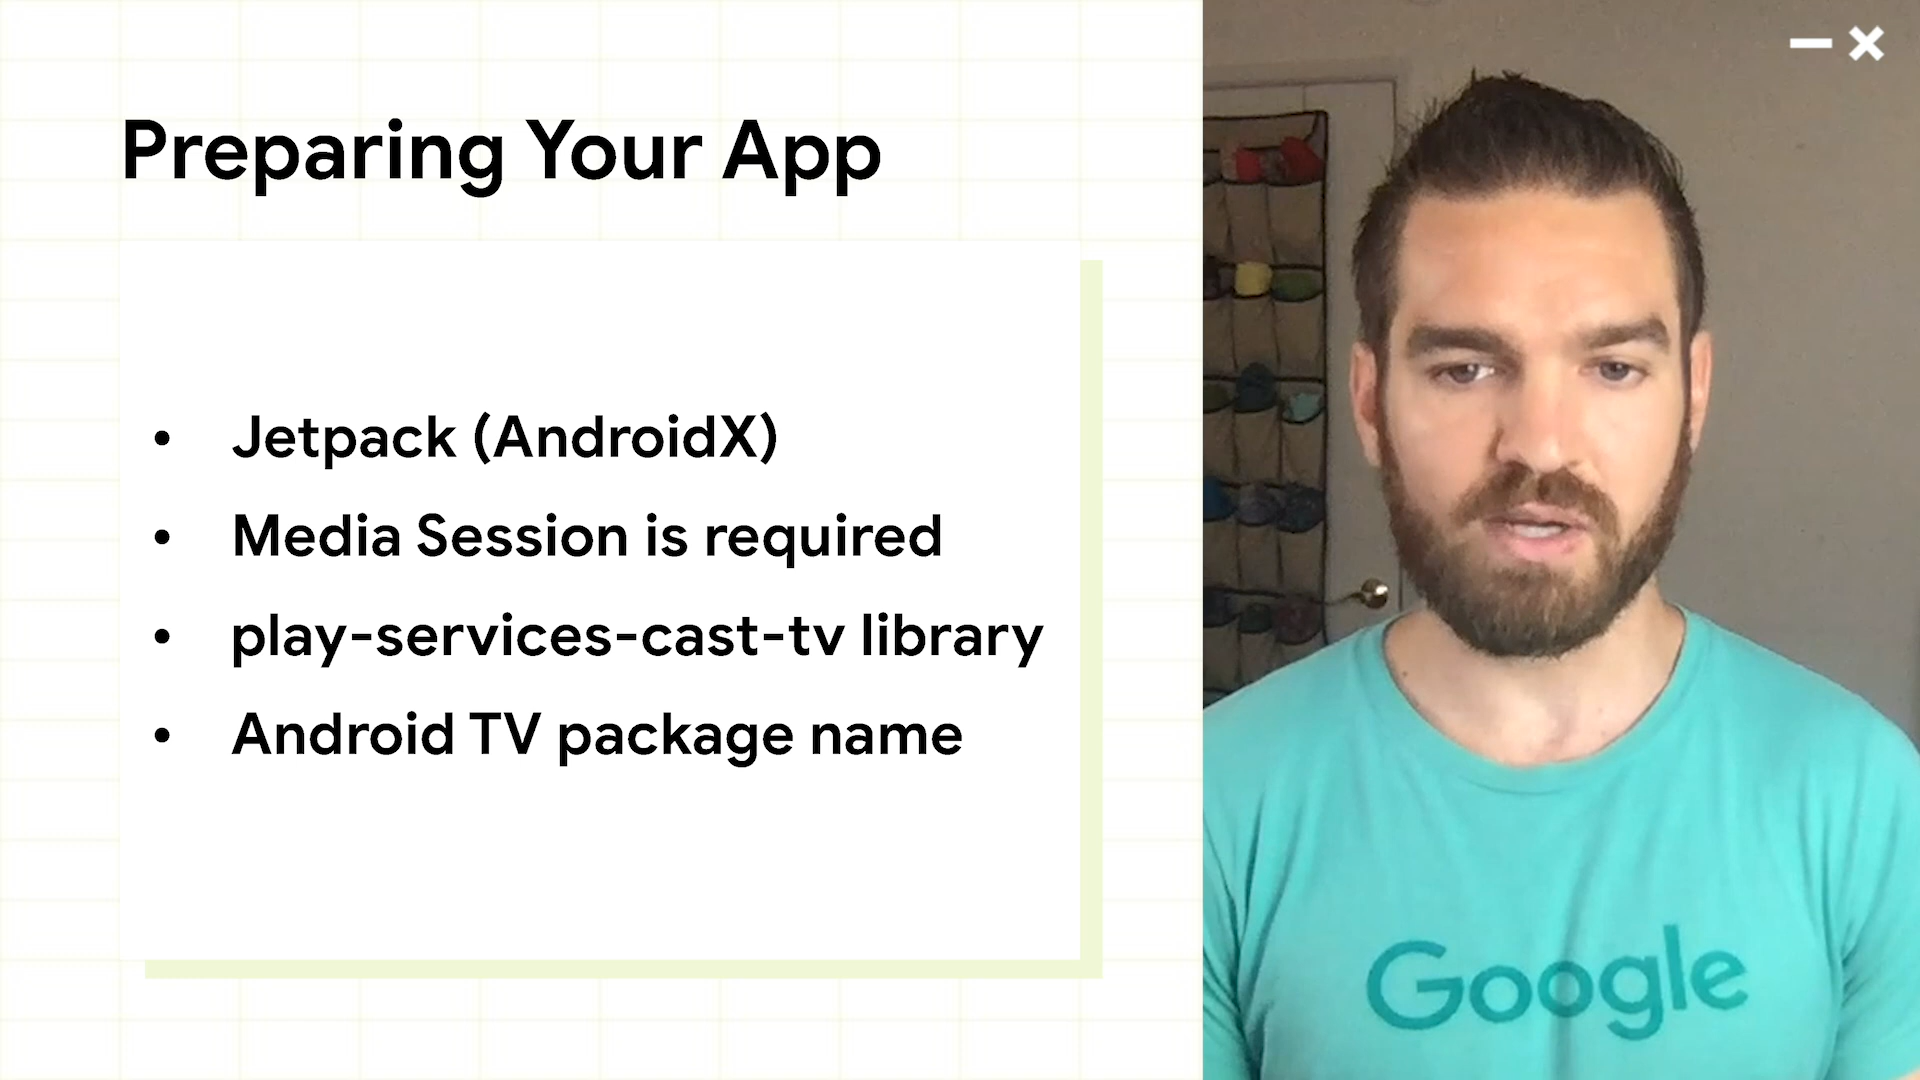 Preparing Your App
• Jetpack (AndroidX)
• Media Session is required
• play-services-cast-tv library
• Android TV package name
Google